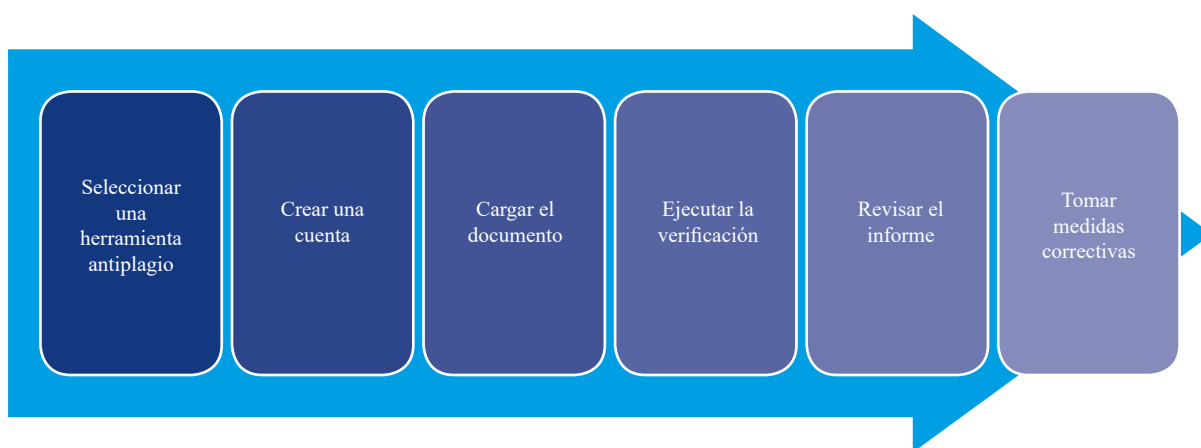 Seleccionar
una
herramienta
antiplagio
Crear una
cuenta
Cargar el
documento
Ejecutar la
verificación
Revisar el
informe
Tomar
medidas
correctivas